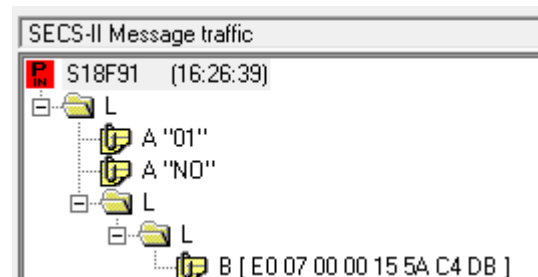 SECS-II Message traffic
P IN S18F91 (16:26:39)
L
A "01"
A "NO"
L
L
B [ E0 07 00 00 15 5A C4 DB ]